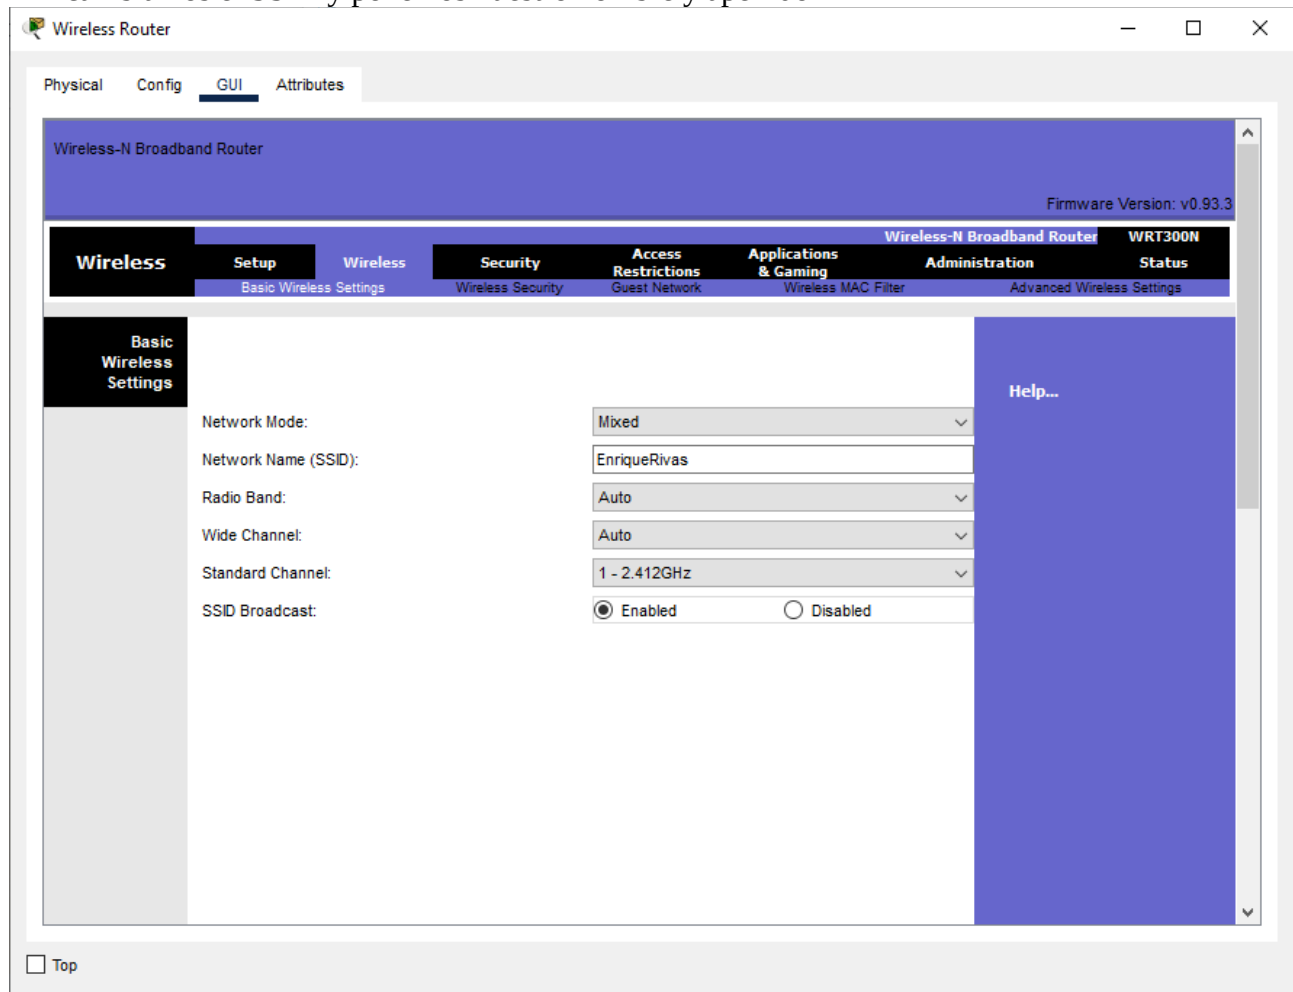 Wireless Router
Physical Config GUI Attributes
Wireless-N Broadband Router
Firmware Version: v0.93.3
Wireless-N Broadband Router WRT300N
Wireless Setup Wireless Security Access Restrictions Applications & Gaming Administration Status
Basic Wireless Settings Wireless Security Guest Network Wireless MAC Filter Advanced Wireless Settings
Basic
Wireless
Settings
Help...
Network Mode: Mixed
Network Name (SSID): EnriqueRivas
Radio Band: Auto
Wide Channel: Auto
Standard Channel: 1 - 2.412GHz
SSID Broadcast: Enabled Disabled
Top